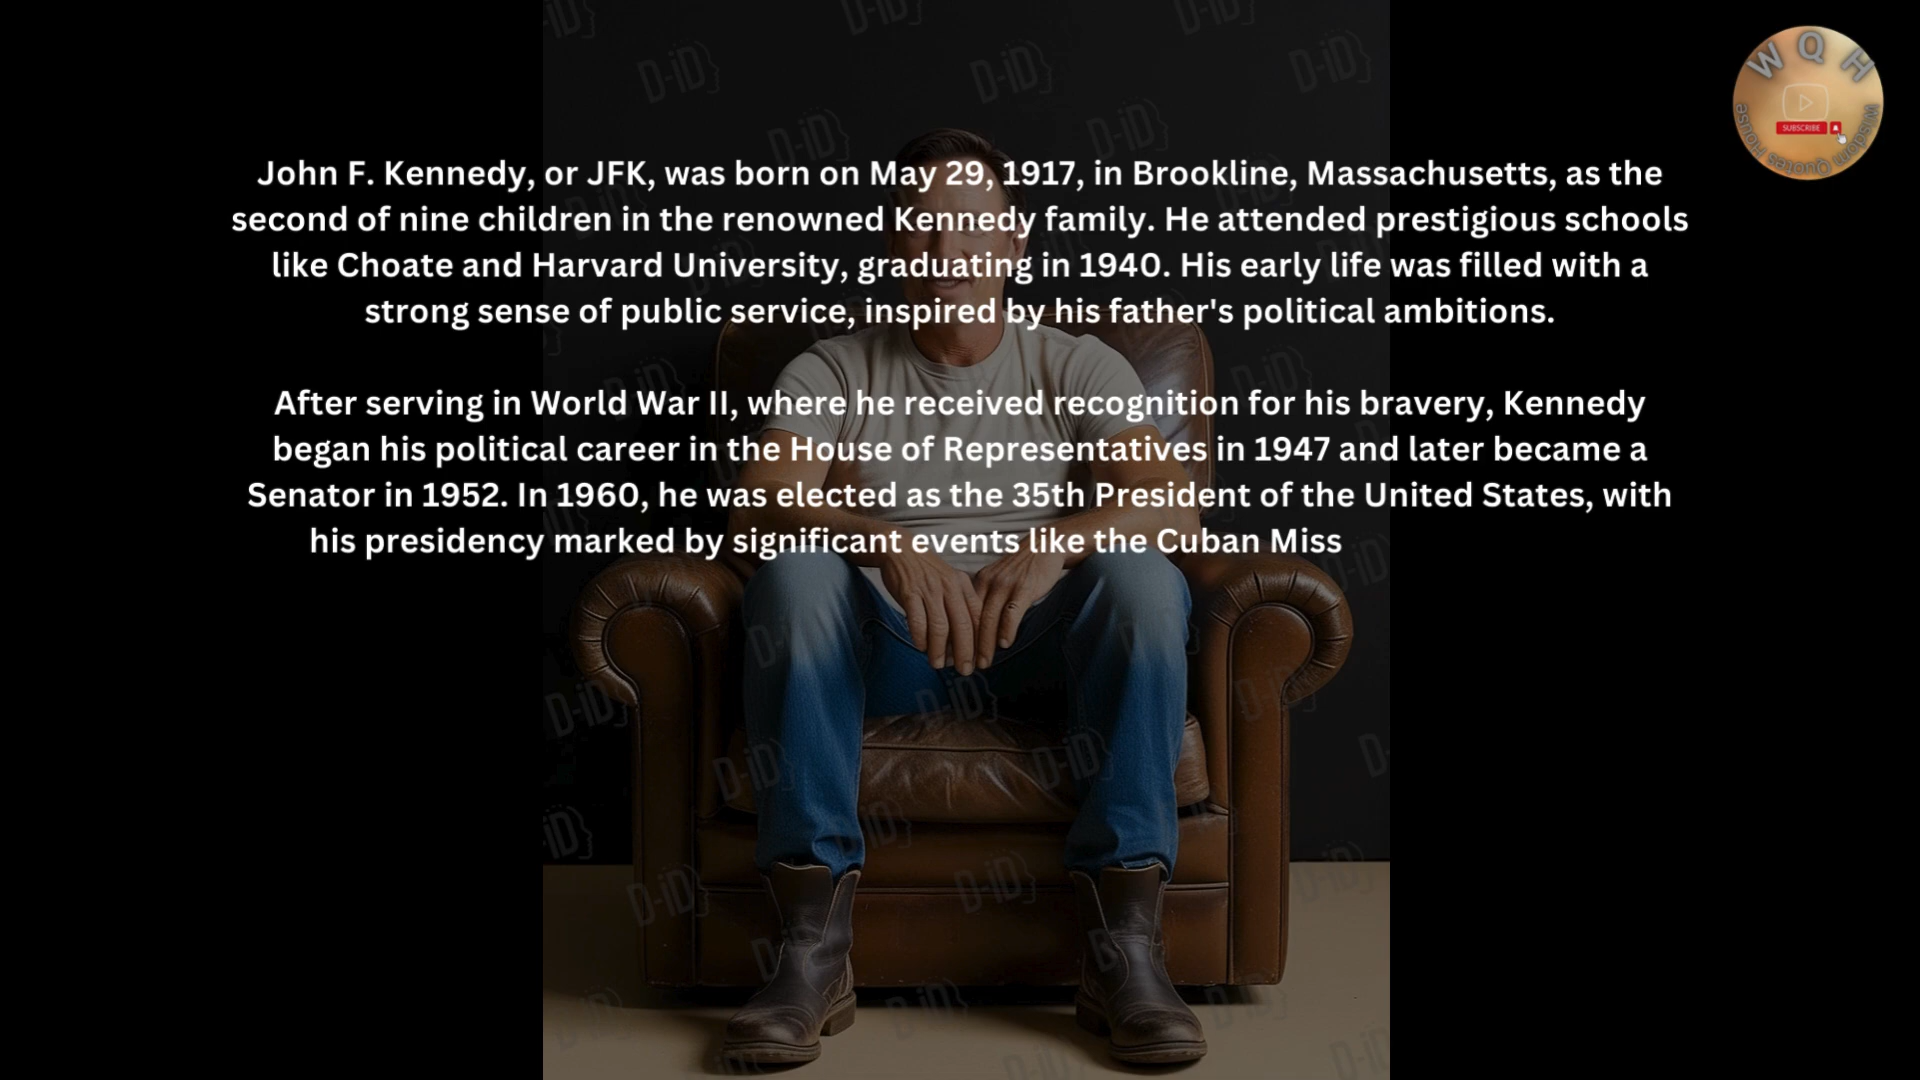 W Q H
SUBSCRIBE
Wisdom Quotes House
John F. Kennedy, or JFK, was born on May 29, 1917, in Brookline, Massachusetts, as the
second of nine children in the renowned Kennedy family. He attended prestigious schools
like Choate and Harvard University, graduating in 1940. His early life was filled with a
strong sense of public service, inspired by his father's political ambitions.
After serving in World War II, where he received recognition for his bravery, Kennedy
began his political career in the House of Representatives in 1947 and later became a
Senator in 1952. In 1960, he was elected as the 35th President of the United States, with
his presidency marked by significant events like the Cuban Miss
D-iD